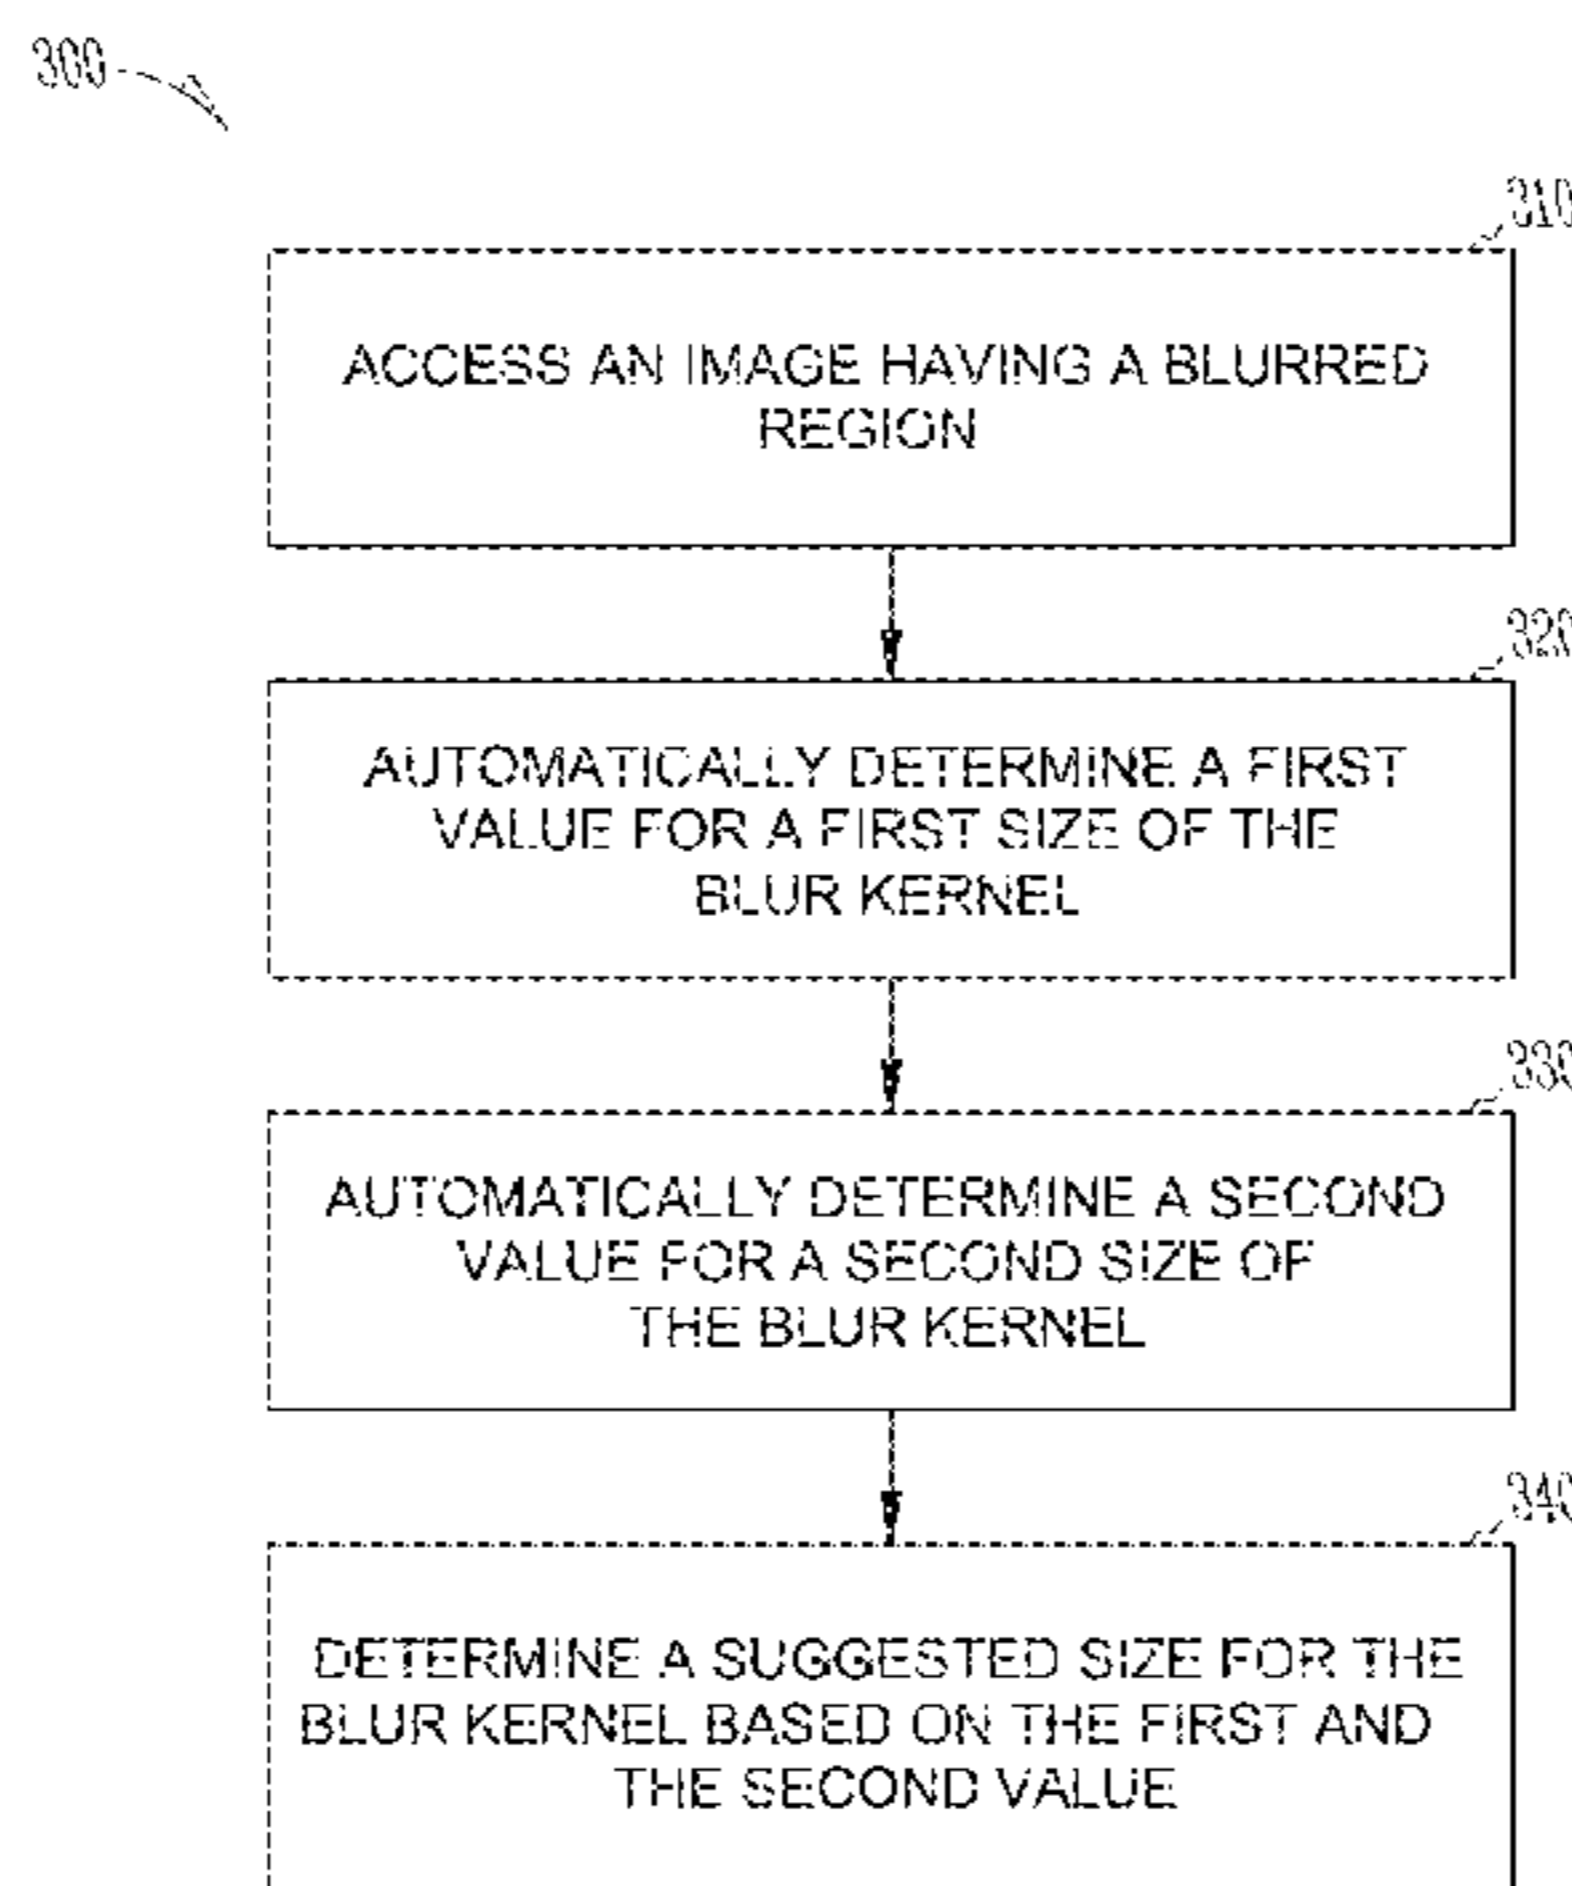 300
310
ACCESS AN IMAGE HAVING A BLURRED
REGION
320
AUTOMATICALLY DETERMINE A FIRST
VALUE FOR A FIRST SIZE OF THE
BLUR KERNEL
330
AUTOMATICALLY DETERMINE A SECOND
VALUE FOR A SECOND SIZE OF
THE BLUR KERNEL
340
DETERMINE A SUGGESTED SIZE FOR THE
BLUR KERNEL BASED ON THE FIRST AND
THE SECOND VALUE